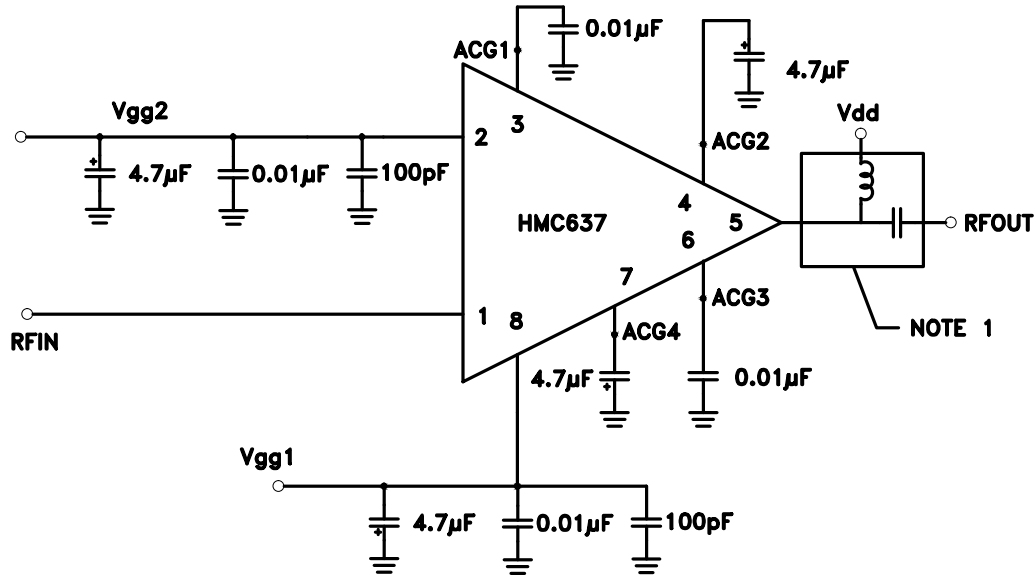 ACG1
0.01µF
+
4.7µF
Vgg2
2
3
Vdd
ACG2
+
4.7µF
0.01µF
100pF
4
HMC637
5
RFOUT
6
7
ACG3
1
8
RFIN
ACG4
NOTE 1
4.7µF
+
0.01µF
Vgg1
4.7µF
+
0.01µF
100pF